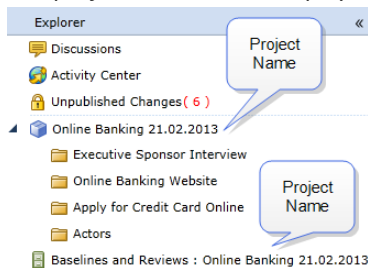 Explorer «
Discussions
Project
Name
Activity Center
Unpublished Changes ( 6 )
Online Banking 21.02.2013
Executive Sponsor Interview
Online Banking Website
Project
Name
Apply for Credit Card Online
Actors
Baselines and Reviews : Online Banking 21.02.2013